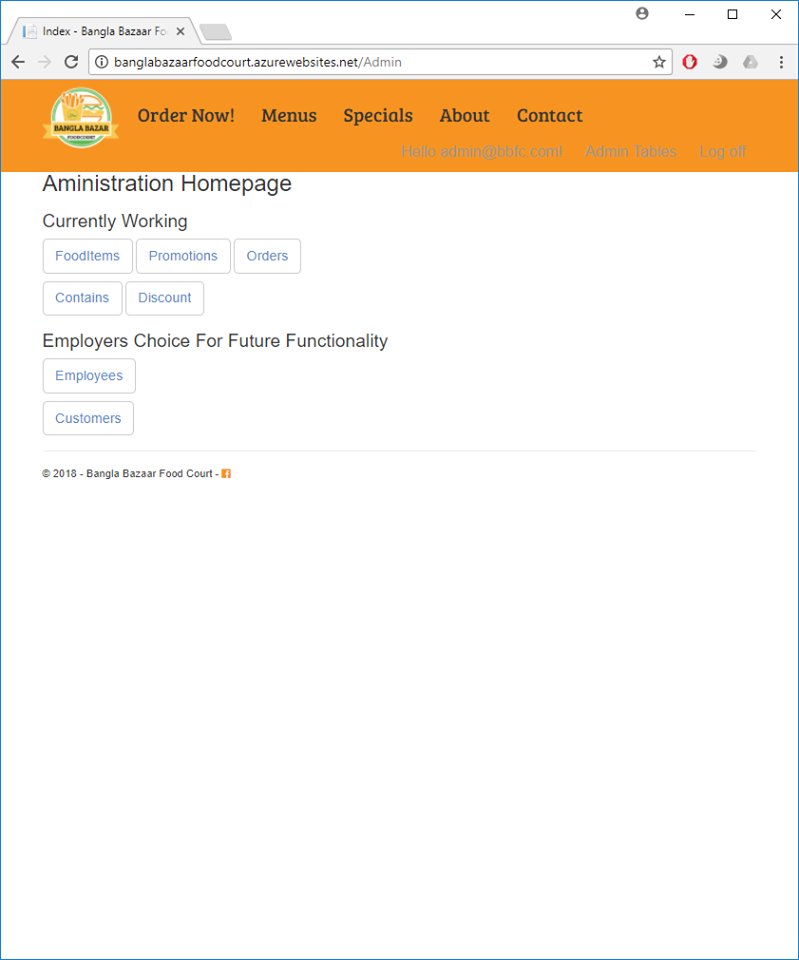 Index - Bangla Bazaar Fo
banglabazaarfoodcourt.azurewebsites.net/Admin
BANGLA BAZAR
FOODCOURT
Order Now! Menus Specials About Contact
Hello admin@bbfc.com! Admin Tables Log off
Aministration Homepage
Currently Working
FoodItems Promotions Orders
Contains Discount
Employers Choice For Future Functionality
Employees
Customers
© 2018 - Bangla Bazaar Food Court -